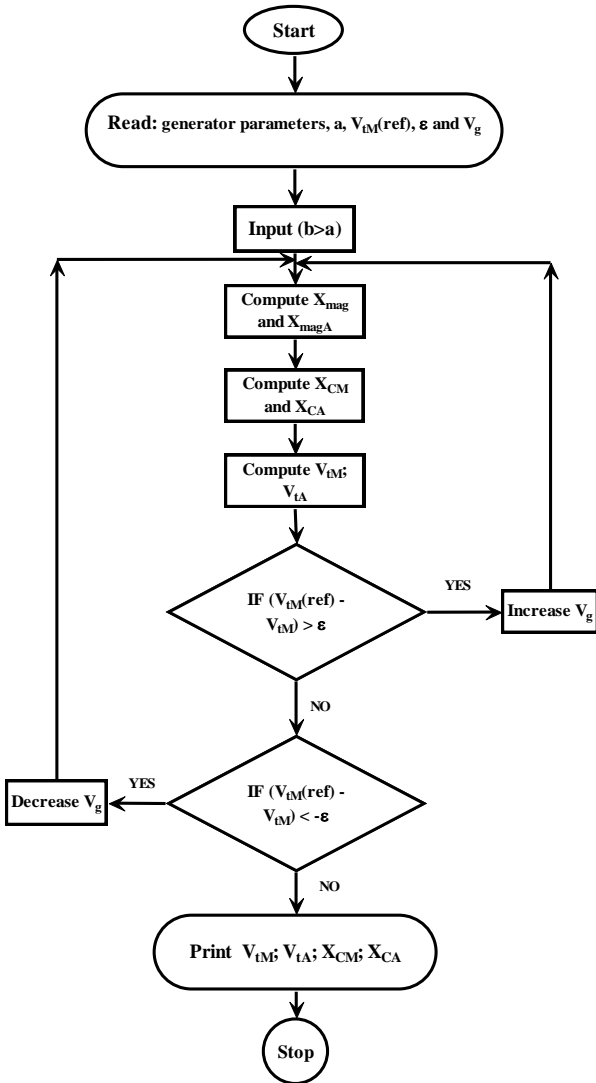 Start
Read: generator parameters, a, VtM(ref), ε and Vg
Input (b>a)
Compute Xmag
and XmagA
Compute XCM
and XCA
Compute VtM;
VtA
IF (VtM(ref) -
VtM) > ε
YES
Increase Vg
NO
IF (VtM(ref) -
VtM) < -ε
YES
Decrease Vg
NO
Print VtM; VtA; XCM; XCA
Stop